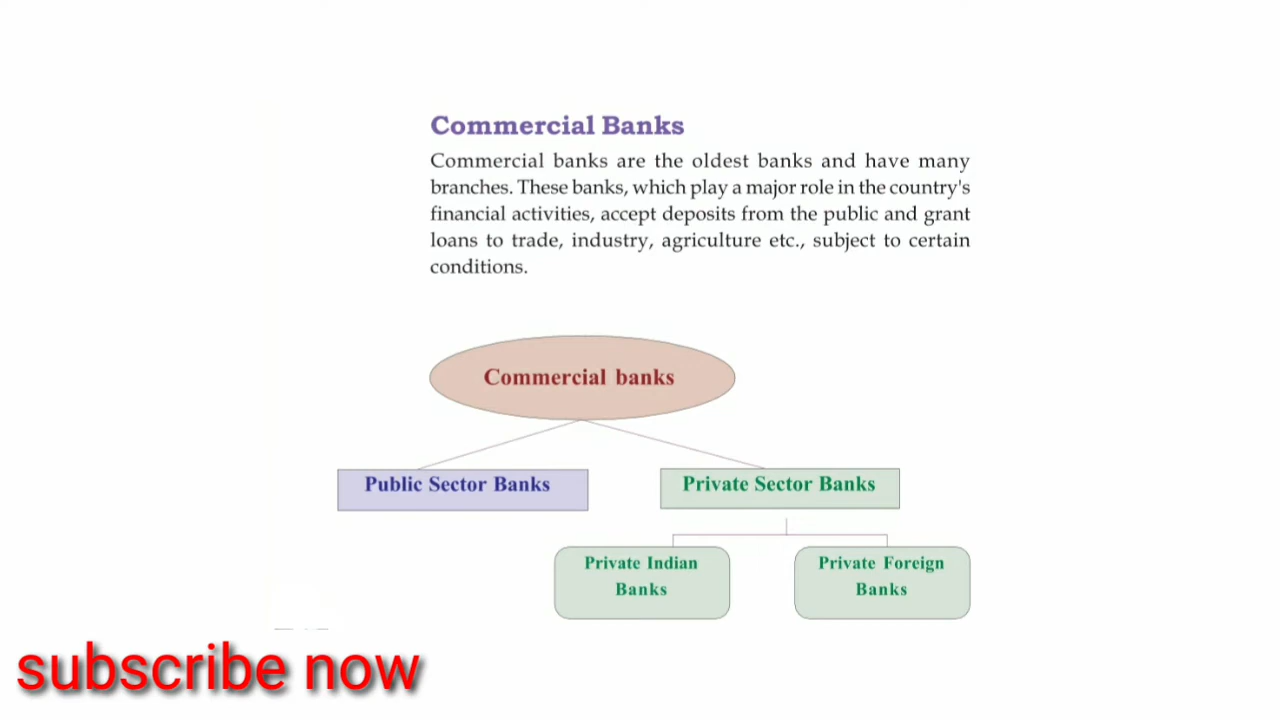 Commercial Banks
Commercial banks are the oldest banks and have many
branches. These banks, which play a major role in the country's
financial activities, accept deposits from the public and grant
loans to trade, industry, agriculture etc., subject to certain
conditions.
Commercial banks
Public Sector Banks
Private Sector Banks
Private Indian
Banks
Private Foreign
Banks
subscribe now